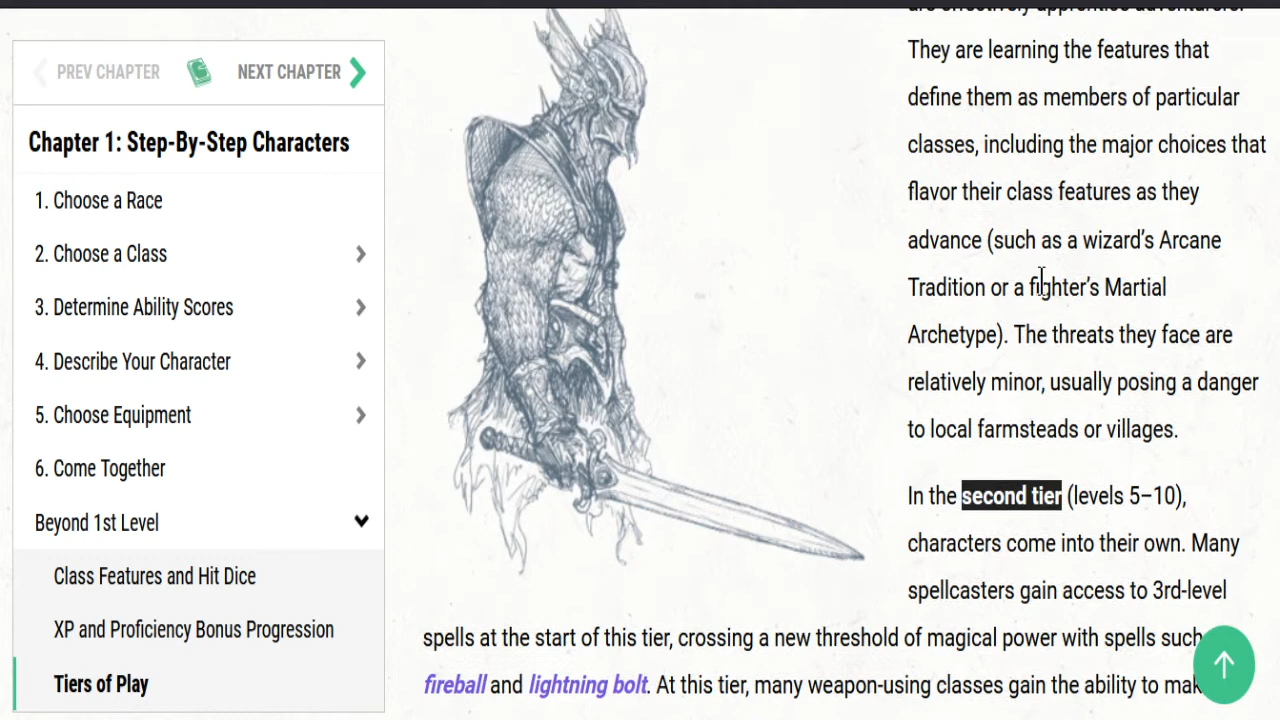 PREV CHAPTER
NEXT CHAPTER
Chapter 1: Step-By-Step Characters
1. Choose a Race
2. Choose a Class
3. Determine Ability Scores
4. Describe Your Character
5. Choose Equipment
6. Come Together
Beyond 1st Level
Class Features and Hit Dice
XP and Proficiency Bonus Progression
Tiers of Play
are effectively apprentice adventurers.
They are learning the features that
define them as members of particular
classes, including the major choices that
flavor their class features as they
advance (such as a wizard’s Arcane
Tradition or a fighter’s Martial
Archetype). The threats they face are
relatively minor, usually posing a danger
to local farmsteads or villages.
In the second tier (levels 5–10),
characters come into their own. Many
spellcasters gain access to 3rd-level
spells at the start of this tier, crossing a new threshold of magical power with spells such
fireball and lightning bolt. At this tier, many weapon-using classes gain the ability to mak